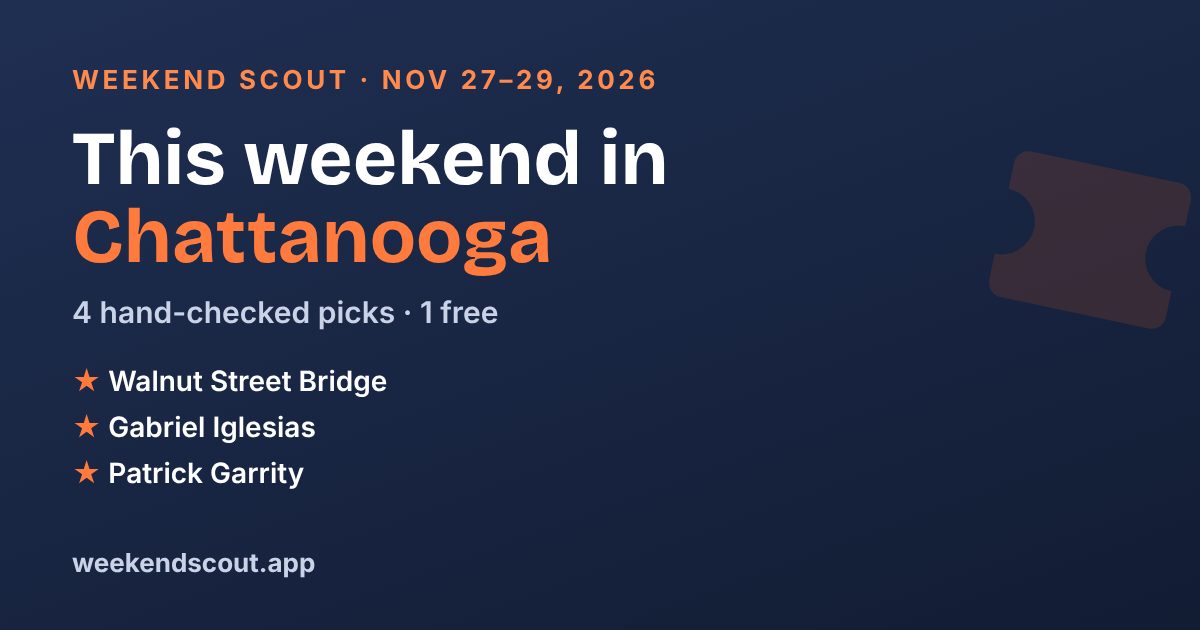 WEEKEND SCOUT · NOV 27–29, 2026
This weekend in
Chattanooga
4 hand-checked picks · 1 free
★ Walnut Street Bridge
★ Gabriel Iglesias
★ Patrick Garrity
weekendscout.app